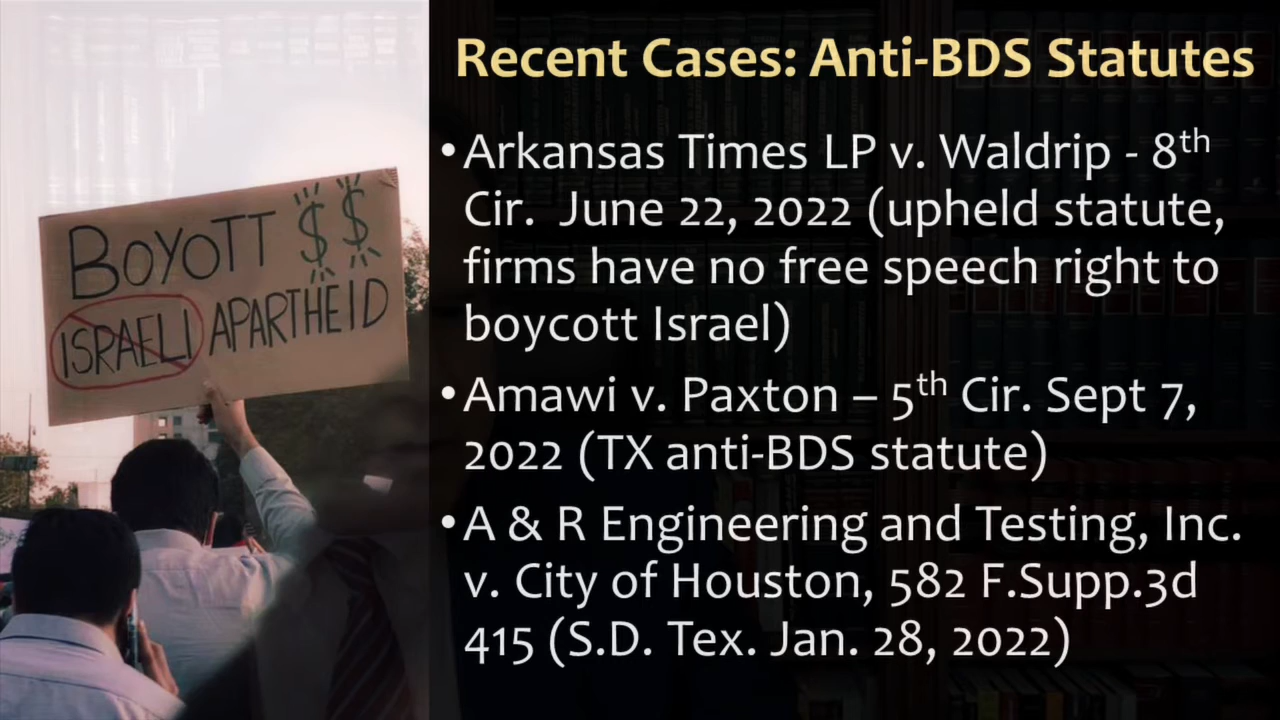 Recent Cases: Anti-BDS Statutes
BOYOTT $ $
ISRAELI APARTHEID
• Arkansas Times LP v. Waldrip - 8th
Cir. June 22, 2022 (upheld statute,
firms have no free speech right to
boycott Israel)
• Amawi v. Paxton – 5th Cir. Sept 7,
2022 (TX anti-BDS statute)
• A & R Engineering and Testing, Inc.
v. City of Houston, 582 F.Supp.3d
415 (S.D. Tex. Jan. 28, 2022)